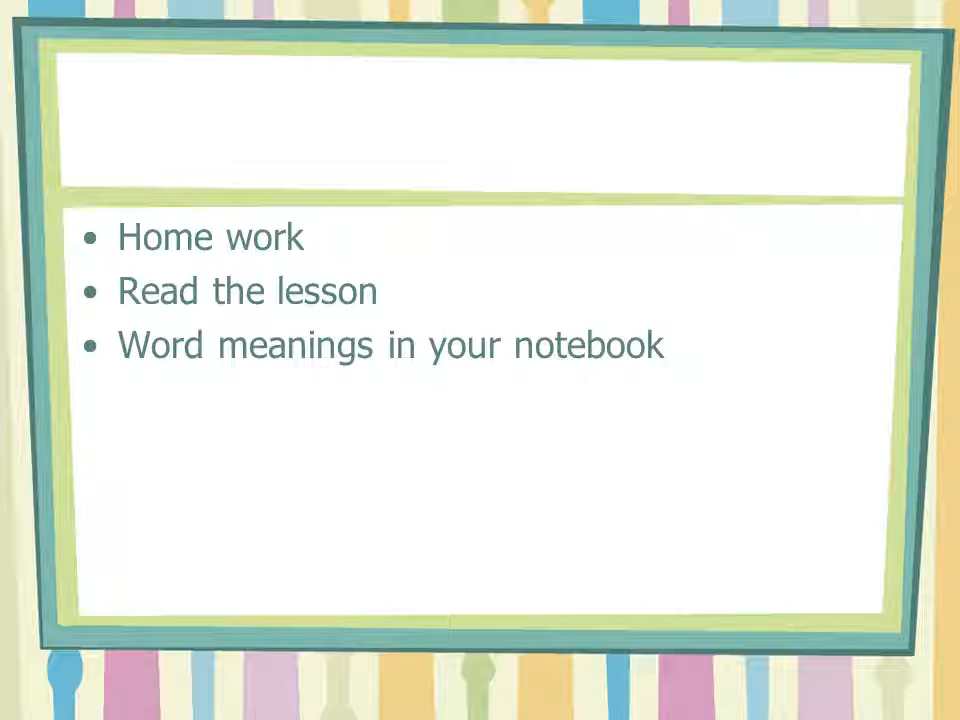 • Home work
• Read the lesson
• Word meanings in your notebook